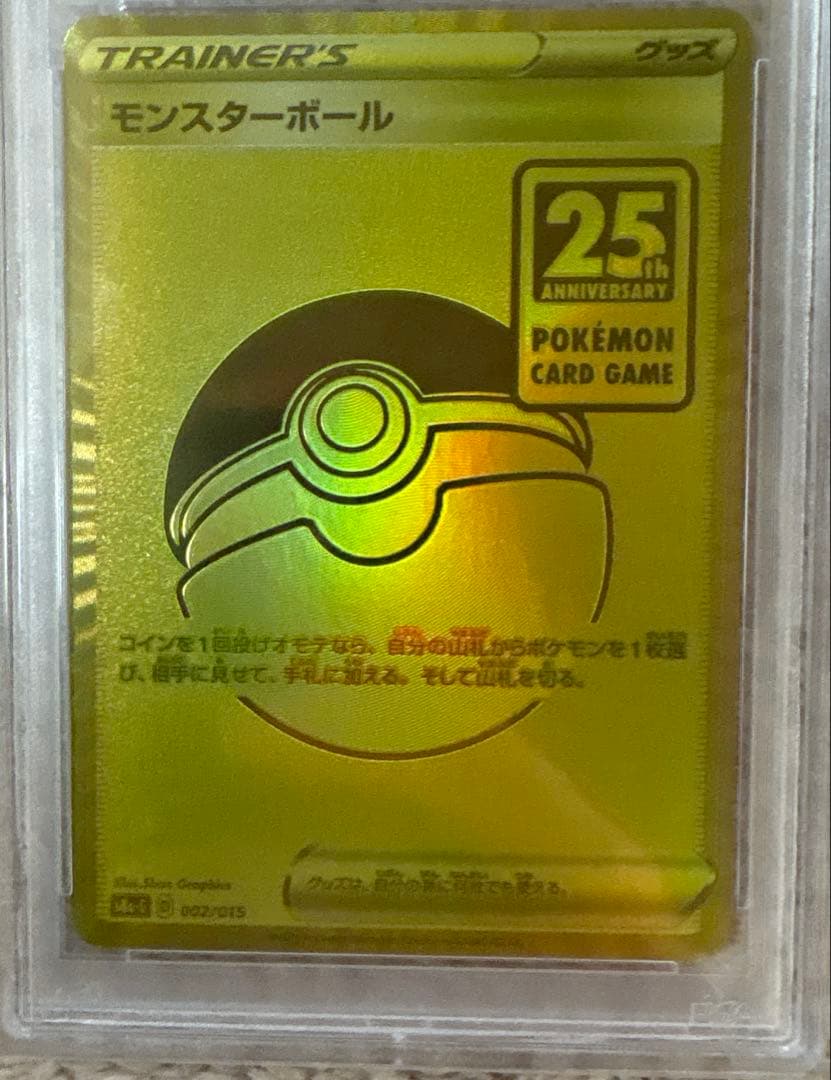 TRAINER'S グッズ
モンスターボール
25th
ANNIVERSARY
POKÉMON
CARD GAME
コインを1回投げオモテなら、自分の山札からポケモンを1枚選
び、相手に見せて、手札に加える。そして山札を切る。
グッズは、自分の番に何枚でも使える。
Graphics
D 002/015